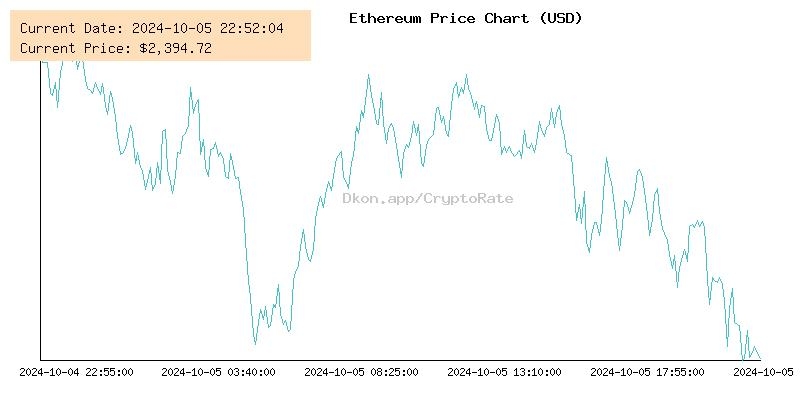 Ethereum Price Chart (USD)
Current Date: 2024-10-05 22:52:04
Current Price: $2,394.72
Dkon.app/CryptoRate
2024-10-04 22:55:00 2024-10-05 03:40:00 2024-10-05 08:25:00 2024-10-05 13:10:00 2024-10-05 17:55:00 2024-10-05